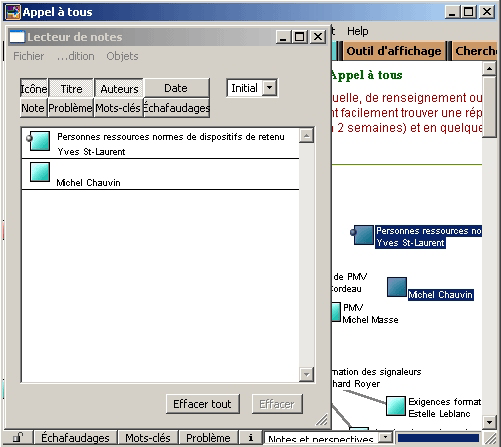 Appel à tous
Help
Lecteur de notes
Fichier ...dition Objets
Outil d'affichage Cherche
Icône Titre Auteurs Date Initial
Note Problème Mots-clés Échafaudages
Appel à tous
uelle, de renseignement ou
nt facilement trouver une rép
2 semaines) et en quelque
Personnes ressources normes de dispositifs de retenu
Yves St-Laurent
Michel Chauvin
Personnes ressources no
Yves St-Laurent
de PMV
Cordeau
Michel Chauvin
PMV
Michel Masse
mation des signaleurs
hard Royer
Exigences format
Estelle Leblanc
Effacer tout Effacer
Échafaudages Mots-clés Problème i Notes et perspectives